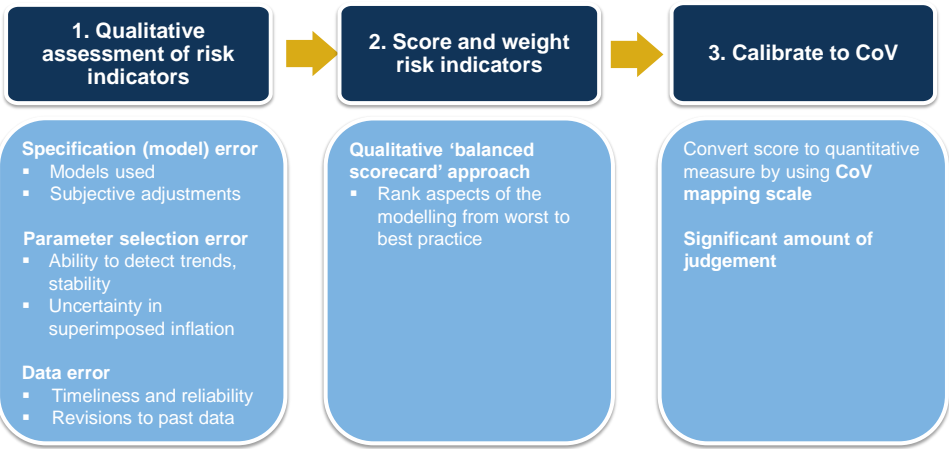 1. Qualitative
assessment of risk
indicators
2. Score and weight
risk indicators
3. Calibrate to CoV
Specification (model) error
▪ Models used
▪ Subjective adjustments
Parameter selection error
▪ Ability to detect trends,
stability
▪ Uncertainty in
superimposed inflation
Data error
▪ Timeliness and reliability
▪ Revisions to past data
Qualitative ‘balanced
scorecard’ approach
▪ Rank aspects of the
modelling from worst to
best practice
Convert score to quantitative
measure by using CoV
mapping scale
Significant amount of
judgement